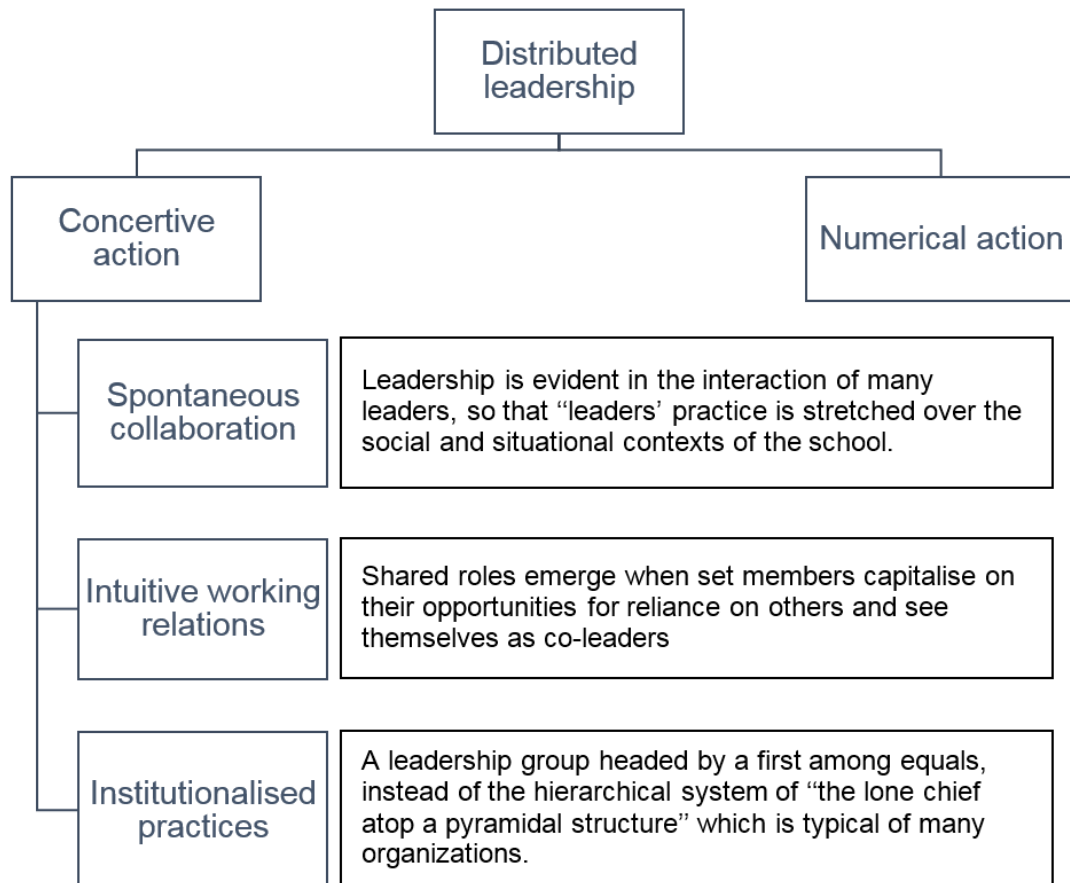 Distributed
leadership
Concertive
action
Numerical action
Spontaneous
collaboration
Leadership is evident in the interaction of many
leaders, so that “leaders’ practice is stretched over the
social and situational contexts of the school.
Intuitive working
relations
Shared roles emerge when set members capitalise on
their opportunities for reliance on others and see
themselves as co-leaders
Institutionalised
practices
A leadership group headed by a first among equals,
instead of the hierarchical system of “the lone chief
atop a pyramidal structure” which is typical of many
organizations.